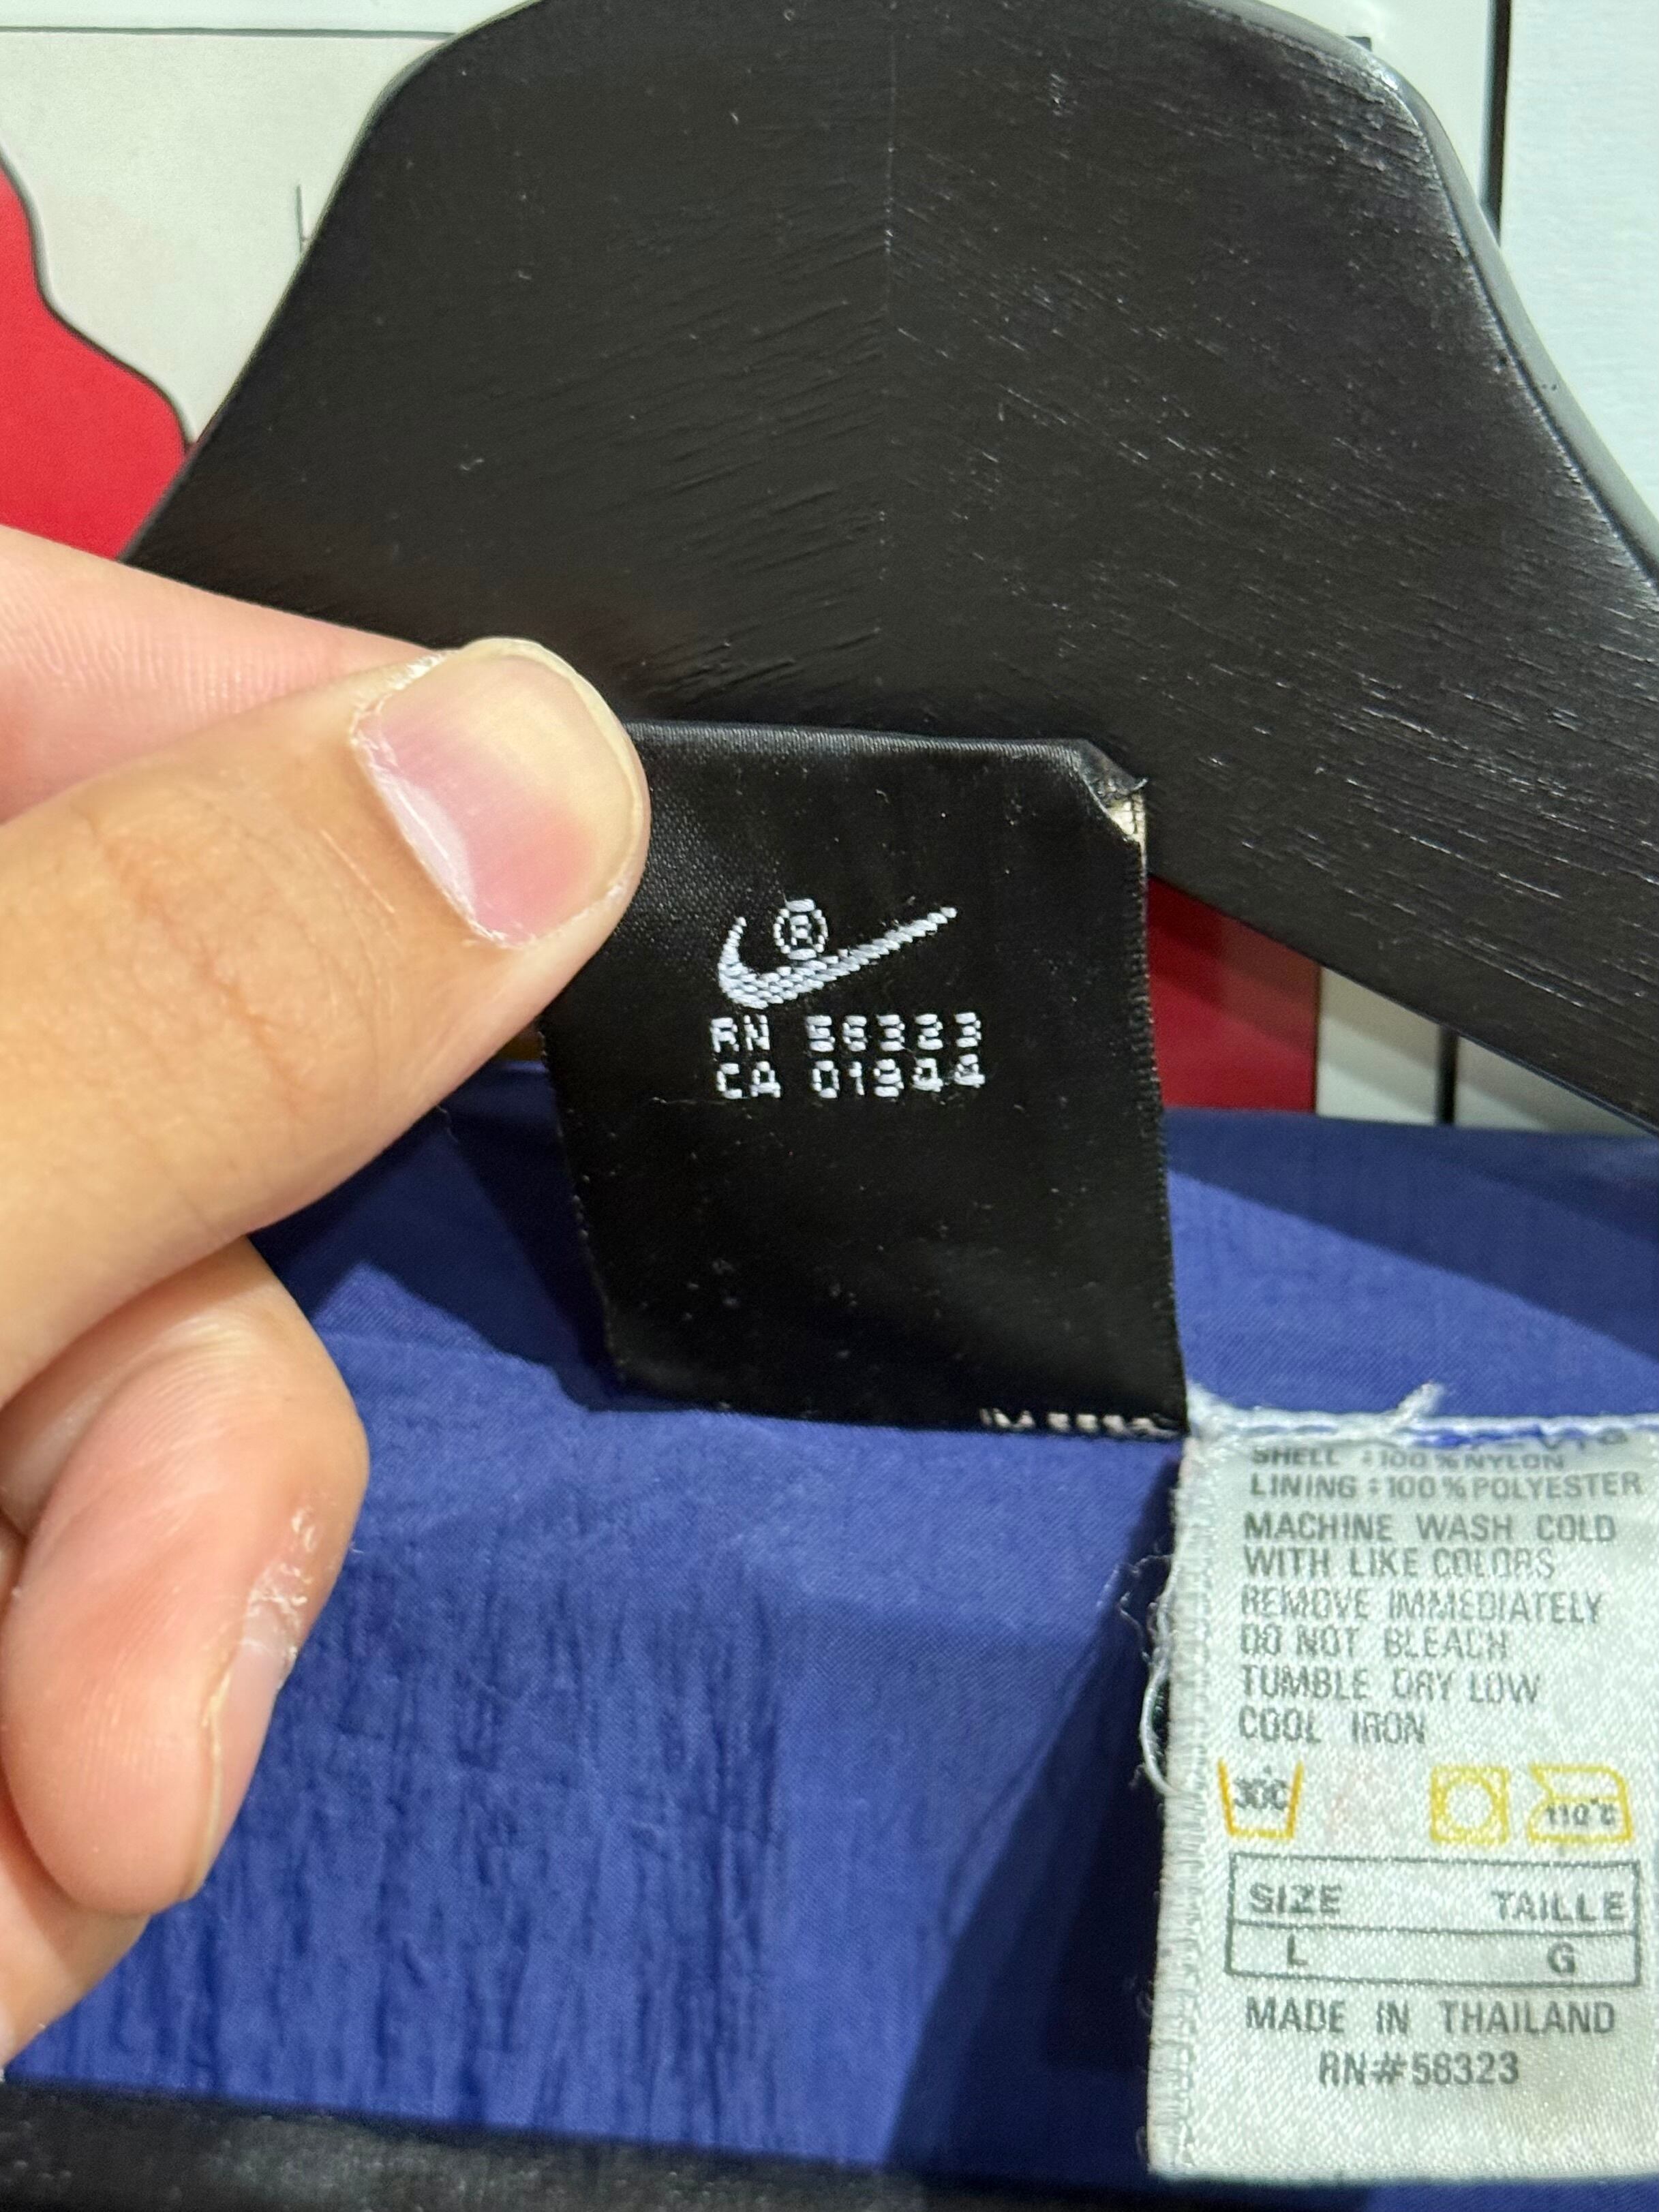 ®
RN 56323
CA 01944
SHELL : 100% NYLON
LINING : 100% POLYESTER
MACHINE WASH COLD
WITH LIKE COLORS
REMOVE IMMEDIATELY
DO NOT BLEACH
TUMBLE DRY LOW
COOL IRON
30°C
110°C
SIZE TAILLE
L G
MADE IN THAILAND
RN#56323